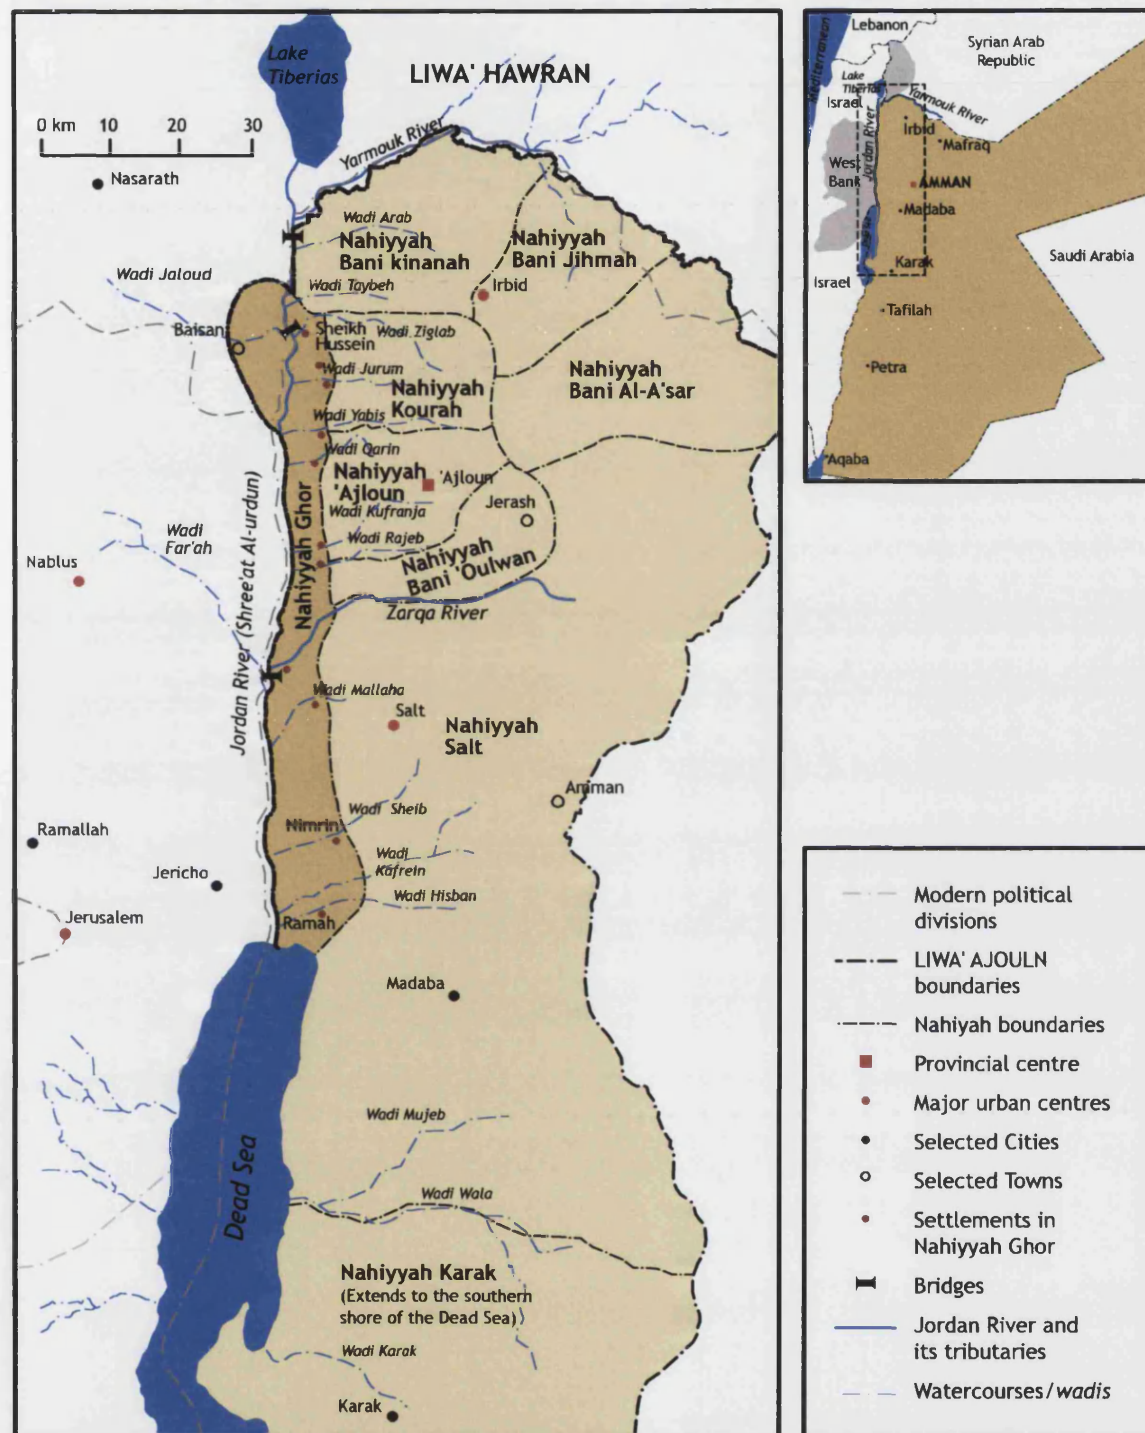 Lake
Tiberias
LIWA' HAWRAN
0 km 10 20 30
Yarmouk River
Nasarath
Wadi Arab
Nahiyyah
Bani kinanah
Nahiyyah
Bani Jihmah
Wadi Jaloud
Wadi Taybeh
Irbid
Baisan
Sheikh
Hussein
Wadi Ziglab
Wadi Jurum
Nahiyyah
Kourah
Nahiyyah
Bani Al-A'sar
Wadi Yabis
Wadi Qarin
Nahiyyah
'Ajloun
'Ajloun
Wadi Kufranja
Jerash
Wadi
Far'ah
Wadi Rajeb
Nablus
Nahiyyah
Bani 'Oulwan
Nahiyyah Ghor
Jordan River (Shree'at Al-urdun)
Zarqa River
Wadi Mallaha
Salt
Nahiyyah
Salt
Amman
Wadi Sheib
Nimrin
Ramallah
Wadi
Kafrein
Jericho
Wadi Hisban
Jerusalem
Ramah
Madaba
Wadi Mujeb
Dead Sea
Wadi Wala
Nahiyyah Karak
(Extends to the southern
shore of the Dead Sea)
Wadi Karak
Karak
Mediterranean
Lebanon
Syrian Arab
Republic
Lake
Tiberias
Israel
Yarmouk River
Irbid
Mafraq
Jordan River
West
Bank
AMMAN
Madaba
Saudi Arabia
Karak
Israel
Tafilah
Petra
Aqaba
Modern political
divisions
LIWA' AJOULN
boundaries
Nahiyah boundaries
Provincial centre
Major urban centres
Selected Cities
Selected Towns
Settlements in
Nahiyyah Ghor
Bridges
Jordan River and
its tributaries
Watercourses/wadis